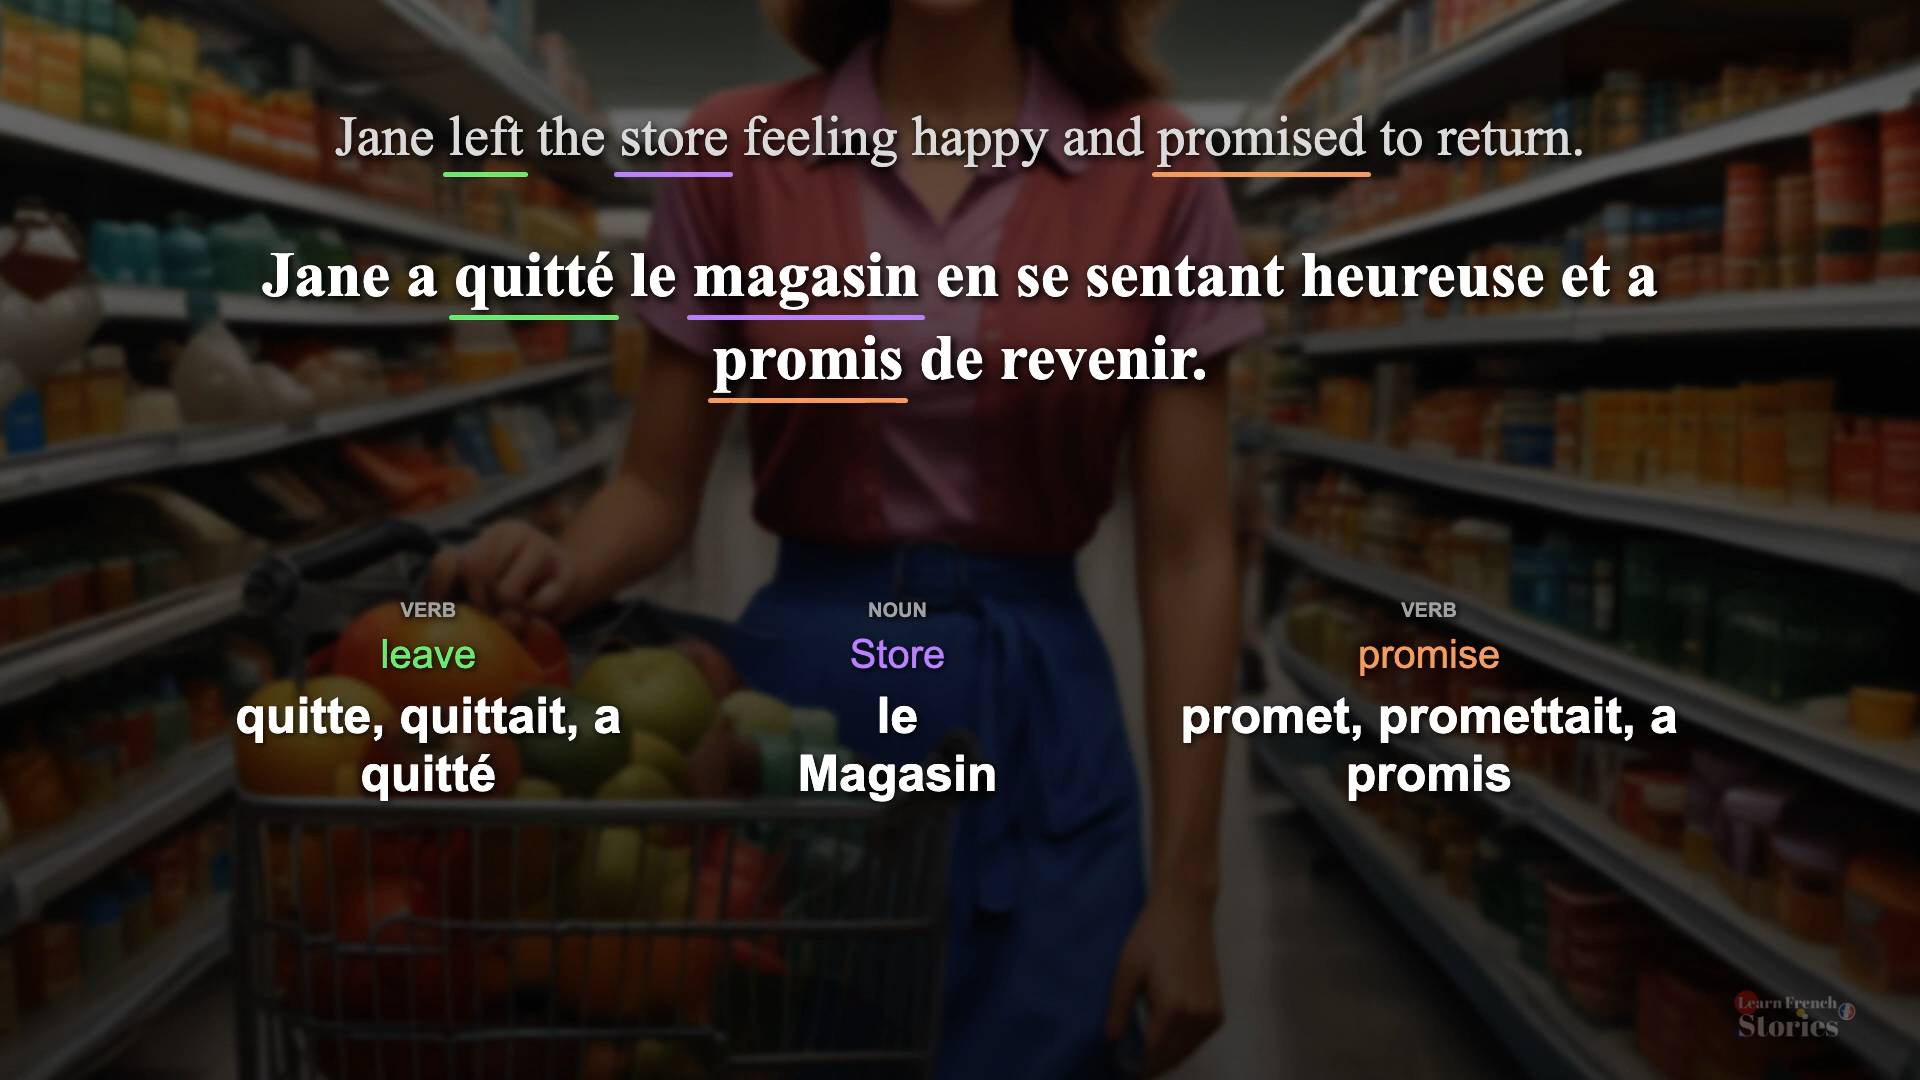 Jane left the store feeling happy and promised to return.
Jane a quitté le magasin en se sentant heureuse et a
promis de revenir.
VERB
leave
quitte, quittait, a
quitté
NOUN
Store
le
Magasin
VERB
promise
promet, promettait, a
promis
Learn French
Stories